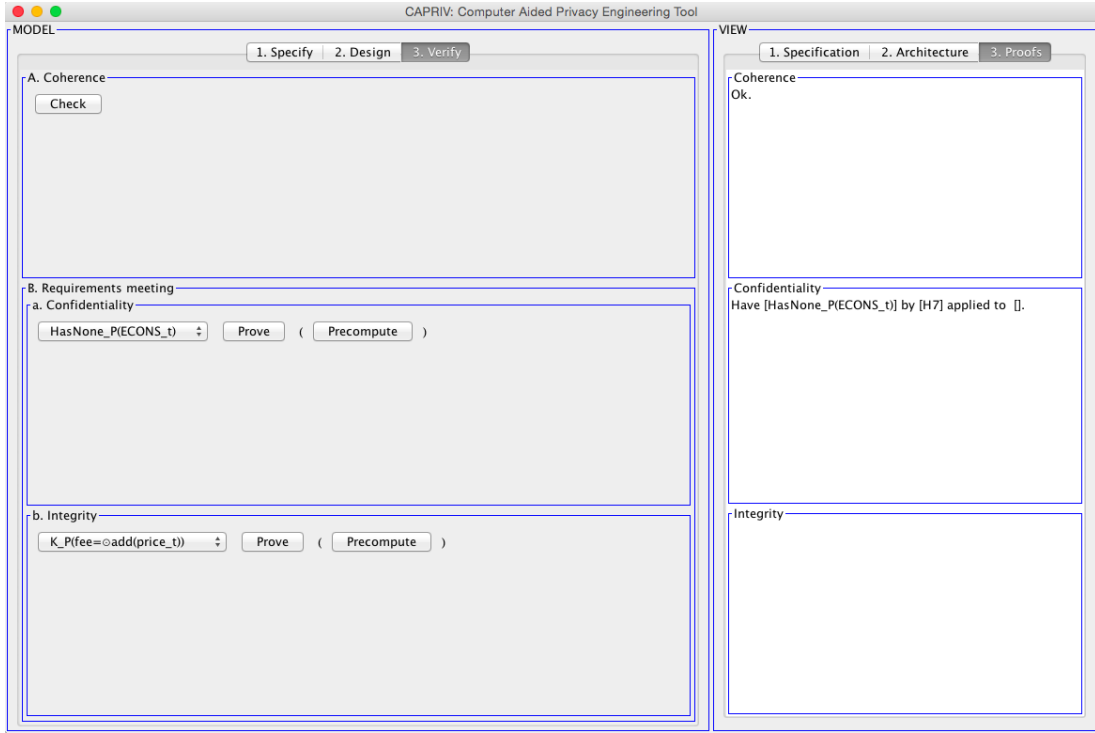 CAPRIV: Computer Aided Privacy Engineering Tool
MODEL
1. Specify 2. Design 3. Verify
A. Coherence
Check
B. Requirements meeting
a. Confidentiality
HasNone_P(ECONS_t) Prove ( Precompute )
b. Integrity
K_P(fee=⊙add(price_t)) Prove ( Precompute )
VIEW
1. Specification 2. Architecture 3. Proofs
Coherence
Ok.
Confidentiality
Have [HasNone_P(ECONS_t)] by [H7] applied to [].
Integrity